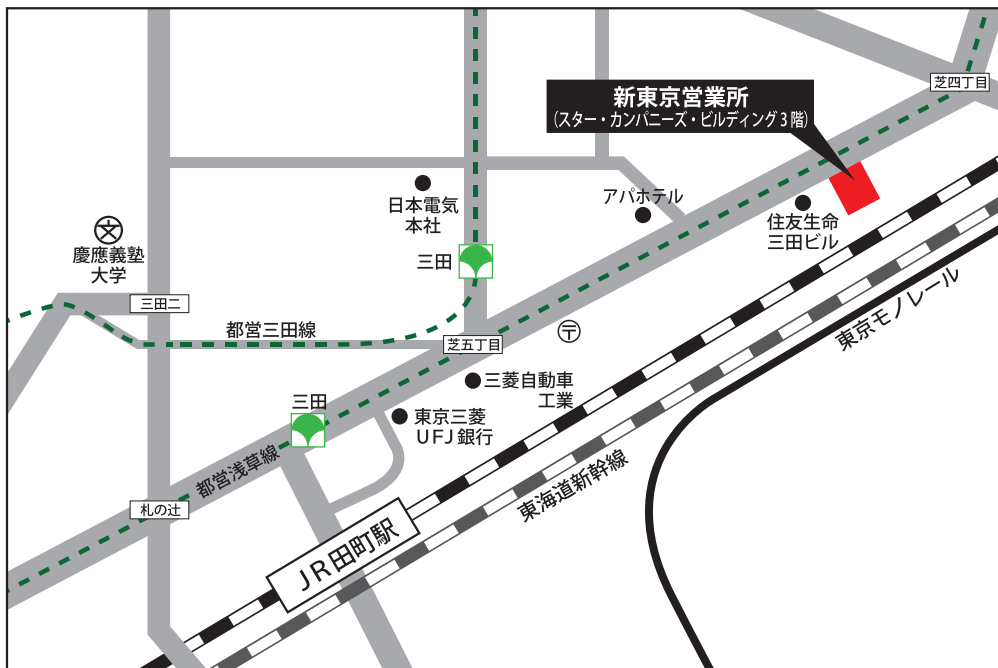 芝四丁目
新東京営業所
(スター・カンパニーズ・ビルディング3階)
日本電気
本社
アパホテル
住友生命
三田ビル
慶應義塾
大学
文
三田
三田二
都営三田線
芝五丁目
〒
東京モノレール
三菱自動車
工業
三田
東京三菱
UFJ銀行
都営浅草線
東海道新幹線
札の辻
JR田町駅